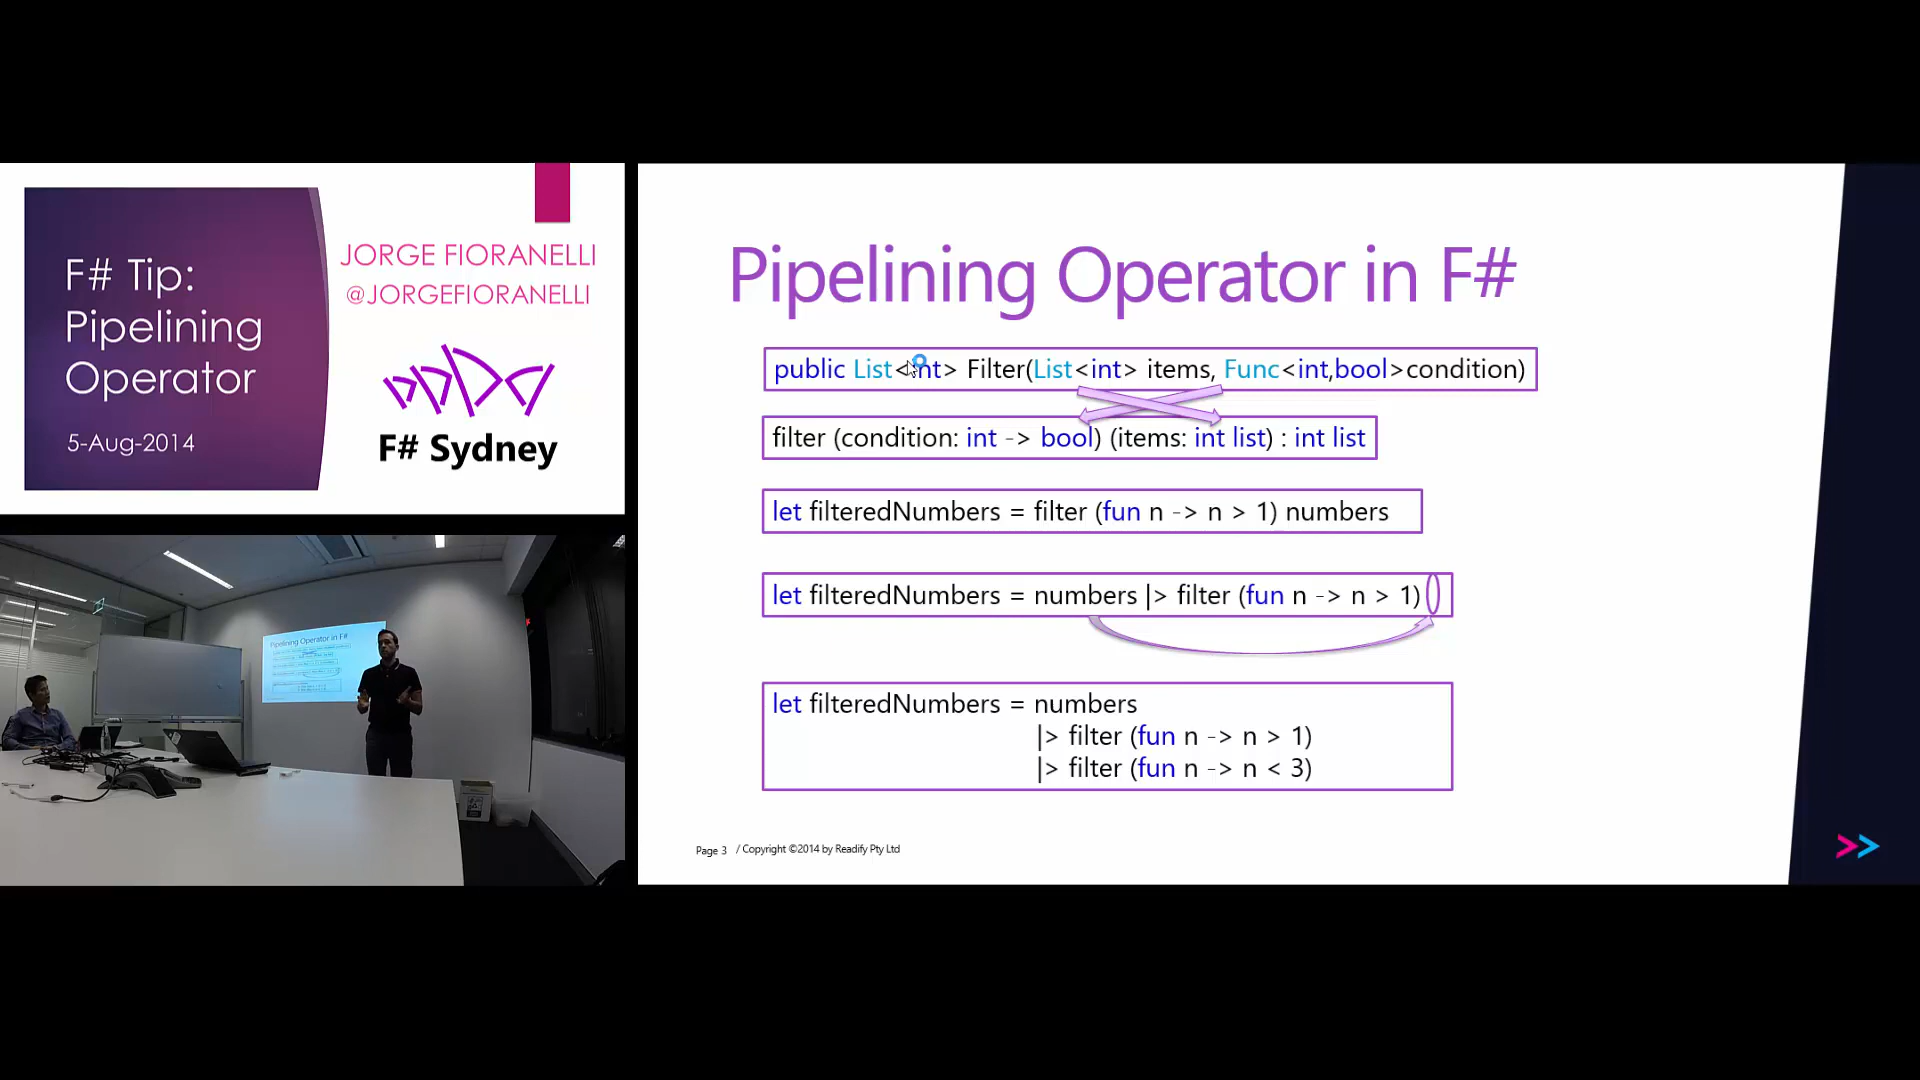 F# Tip:
Pipelining
Operator
5-Aug-2014
JORGE FIORANELLI
@JORGEFIORANELLI
F# Sydney
Pipelining Operator in F#
public List<int> Filter(List<int> items, Func<int,bool>condition)
filter (condition: int -> bool) (items: int list) : int list
let filteredNumbers = filter (fun n -> n > 1) numbers
let filteredNumbers = numbers |> filter (fun n -> n > 1)
let filteredNumbers = numbers
|> filter (fun n -> n > 1)
|> filter (fun n -> n < 3)
Page 3 / Copyright ©2014 by Readify Pty Ltd
Pipelining Operator in F#